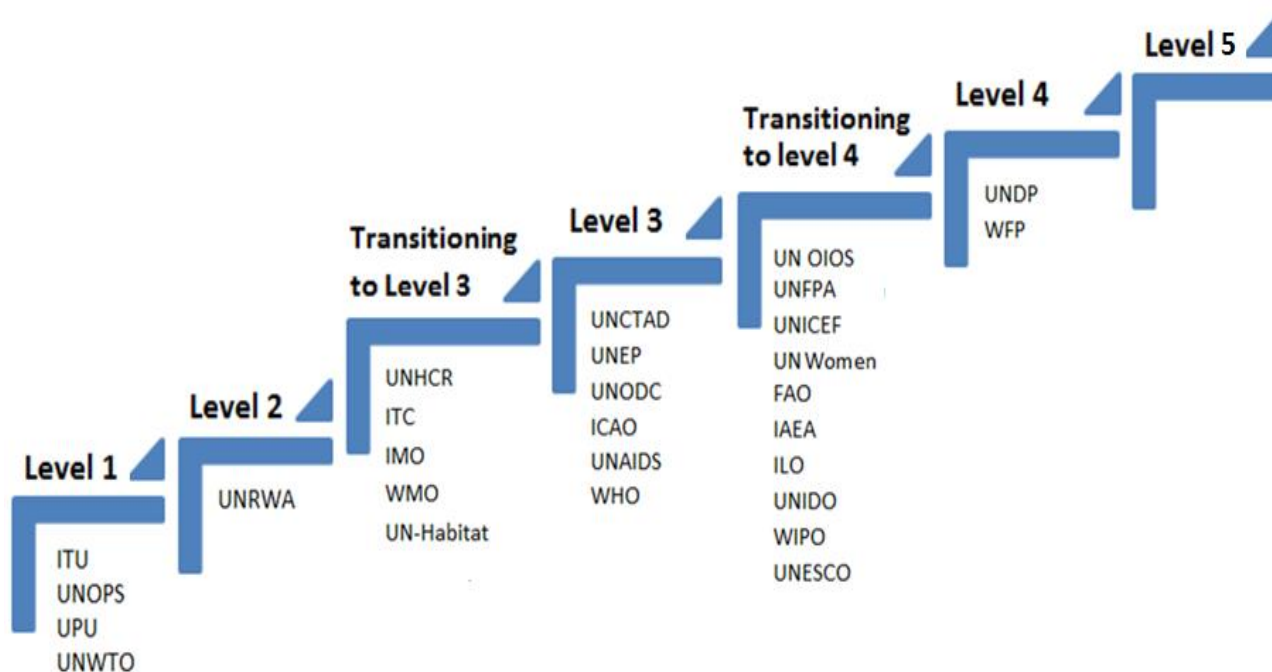 Level 1
ITU
UNOPS
UPU
UNWTO
Level 2
UNRWA
Transitioning
to Level 3
UNHCR
ITC
IMO
WMO
UN-Habitat
Level 3
UNCTAD
UNEP
UNODC
ICAO
UNAIDS
WHO
Transitioning
to level 4
UN OIOS
UNFPA
UNICEF
UN Women
FAO
IAEA
ILO
UNIDO
WIPO
UNESCO
Level 4
UNDP
WFP
Level 5